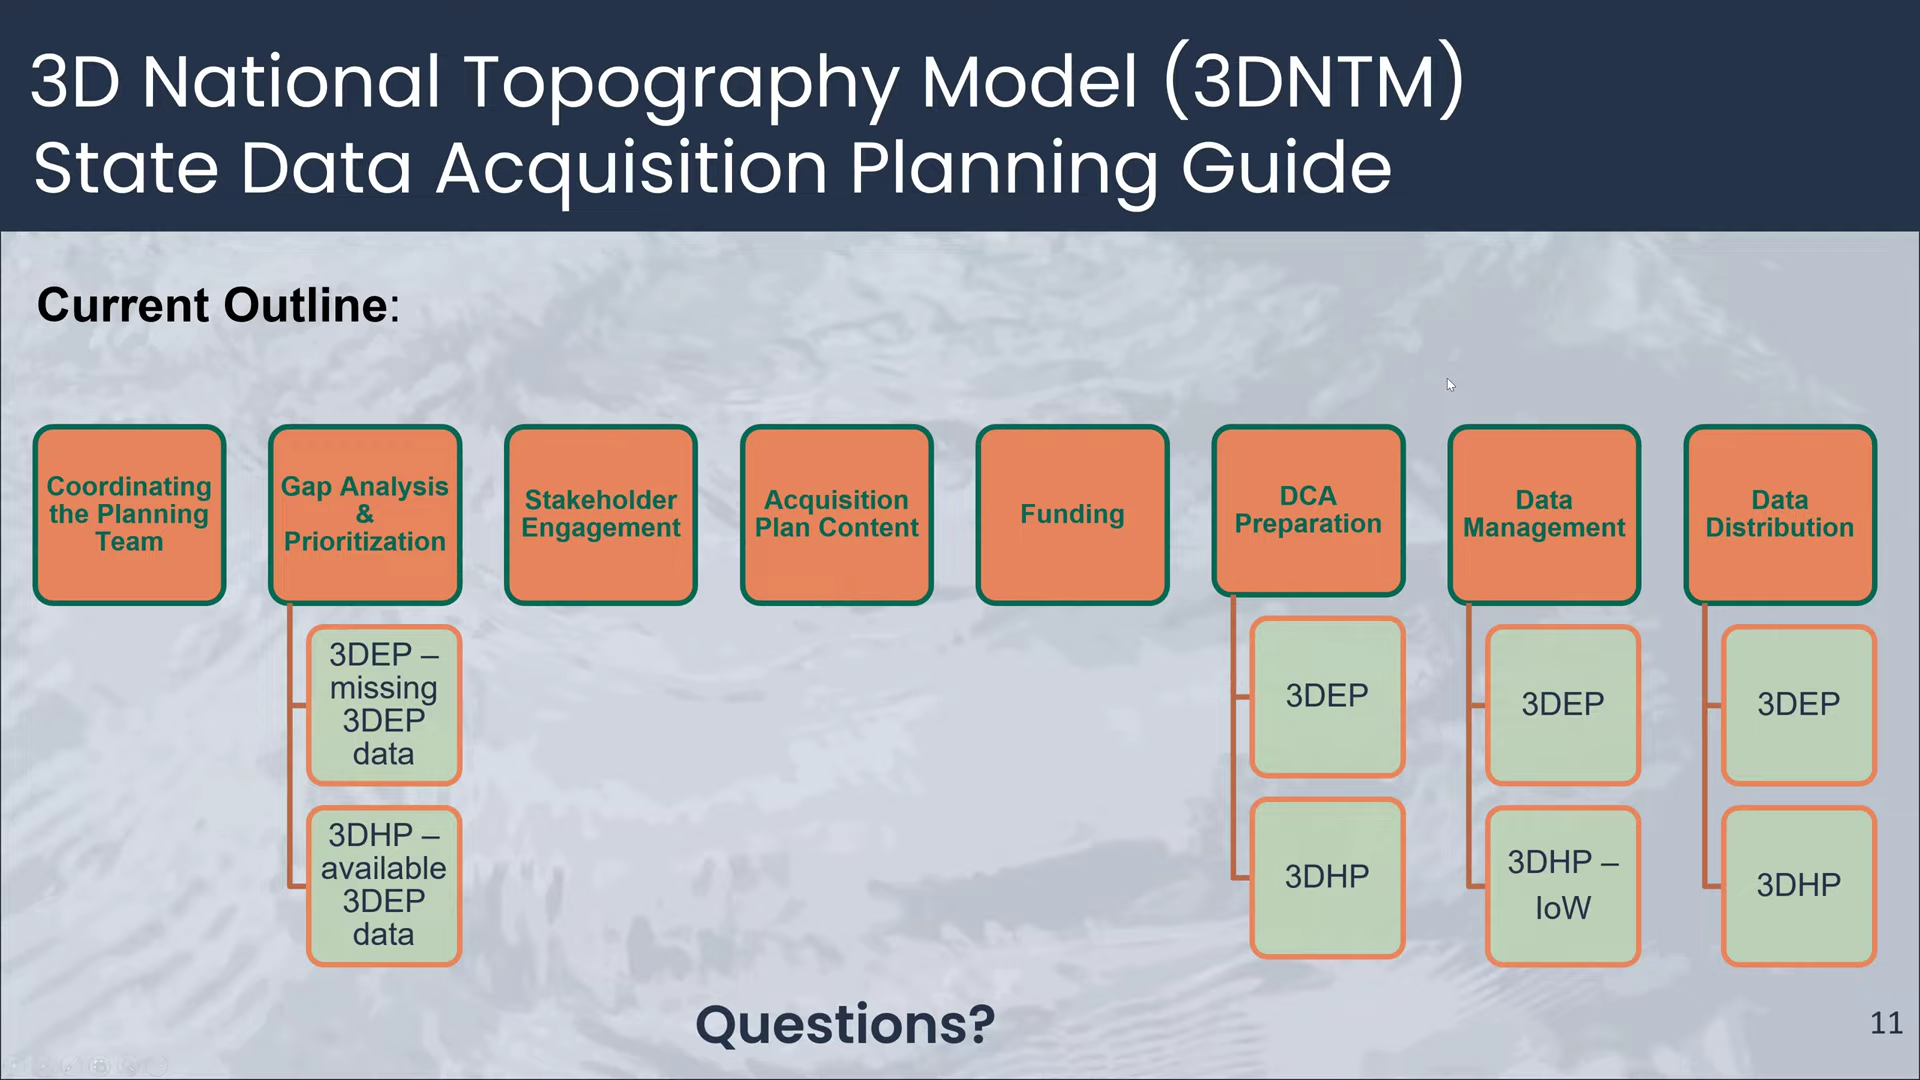 3D National Topography Model (3DNTM)
State Data Acquisition Planning Guide
Current Outline:
Coordinating
the Planning
Team
Gap Analysis
&
Prioritization
3DEP –
missing
3DEP
data
3DHP –
available
3DEP
data
Stakeholder
Engagement
Acquisition
Plan Content
Funding
DCA
Preparation
3DEP
3DHP
Data
Management
3DEP
3DHP –
IoW
Data
Distribution
3DEP
3DHP
Questions?
11